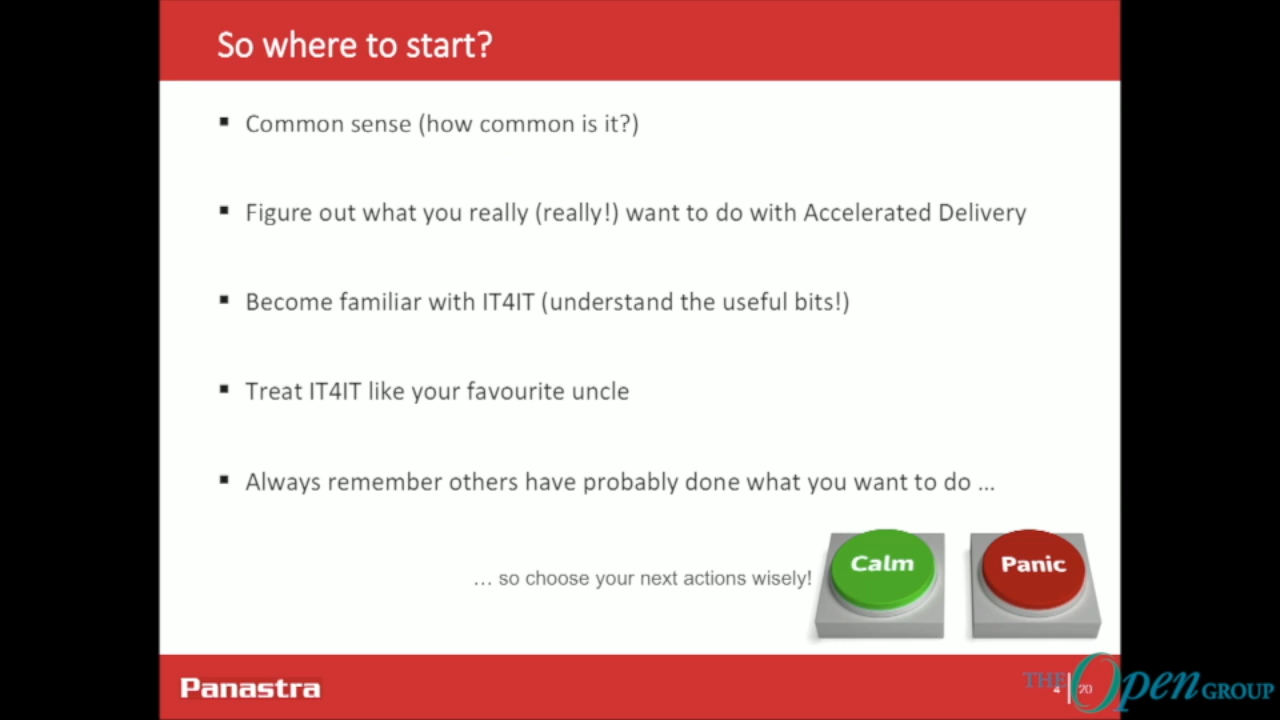 So where to start?
Common sense (how common is it?)
Figure out what you really (really!) want to do with Accelerated Delivery
Become familiar with IT4IT (understand the useful bits!)
Treat IT4IT like your favourite uncle
Always remember others have probably done what you want to do ...
... so choose your next actions wisely!
Calm
Panic
Panastra
4 | 20
THE Open GROUP